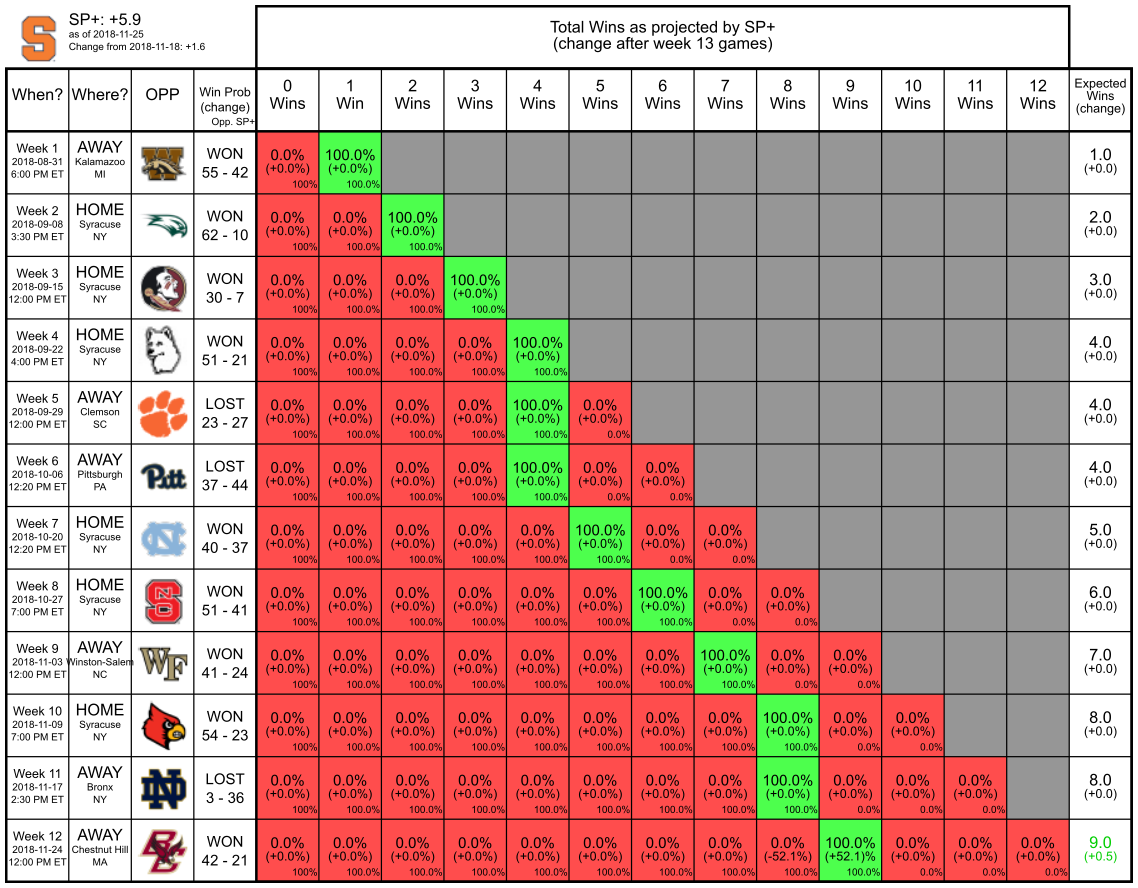 SP+: +5.9
as of 2018-11-25
Change from 2018-11-18: +1.6
Total Wins as projected by SP+
(change after week 13 games)
When? Where? OPP Win Prob (change) Opp. SP+ 0 Wins 1 Win 2 Wins 3 Wins 4 Wins 5 Wins 6 Wins 7 Wins 8 Wins 9 Wins 10 Wins 11 Wins 12 Wins Expected Wins (change)
Week 1 AWAY
2018-08-31 Kalamazoo WON 0.0% 100.0% 1.0
6:00 PM ET MI 55 - 42 (+0.0%) (+0.0%) (+0.0)
100% 100.0%
Week 2 HOME
2018-09-08 Syracuse WON 0.0% 0.0% 100.0% 2.0
3:30 PM ET NY 62 - 10 (+0.0%) (+0.0%) (+0.0%) (+0.0)
100% 100.0% 100.0%
Week 3 HOME
2018-09-15 Syracuse WON 0.0% 0.0% 0.0% 100.0% 3.0
12:00 PM ET NY 30 - 7 (+0.0%) (+0.0%) (+0.0%) (+0.0%) (+0.0)
100% 100.0% 100.0% 100.0%
Week 4 HOME
2018-09-22 Syracuse WON 0.0% 0.0% 0.0% 0.0% 100.0% 4.0
4:00 PM ET NY 51 - 21 (+0.0%) (+0.0%) (+0.0%) (+0.0%) (+0.0%) (+0.0)
100% 100.0% 100.0% 100.0% 100.0%
Week 5 AWAY
2018-09-29 Clemson LOST 0.0% 0.0% 0.0% 0.0% 100.0% 0.0% 4.0
12:00 PM ET SC 23 - 27 (+0.0%) (+0.0%) (+0.0%) (+0.0%) (+0.0%) (+0.0%) (+0.0)
100% 100.0% 100.0% 100.0% 100.0% 0.0%
Week 6 AWAY
2018-10-06 Pittsburgh Pitt LOST 0.0% 0.0% 0.0% 0.0% 100.0% 0.0% 0.0% 4.0
12:20 PM ET PA 37 - 44 (+0.0%) (+0.0%) (+0.0%) (+0.0%) (+0.0%) (+0.0%) (+0.0%) (+0.0)
100% 100.0% 100.0% 100.0% 100.0% 0.0% 0.0%
Week 7 HOME
2018-10-20 Syracuse NC WON 0.0% 0.0% 0.0% 0.0% 0.0% 100.0% 0.0% 0.0% 5.0
12:20 PM ET NY 40 - 37 (+0.0%) (+0.0%) (+0.0%) (+0.0%) (+0.0%) (+0.0%) (+0.0%) (+0.0%) (+0.0)
100% 100.0% 100.0% 100.0% 100.0% 100.0% 0.0% 0.0%
Week 8 HOME
2018-10-27 Syracuse NCS WON 0.0% 0.0% 0.0% 0.0% 0.0% 0.0% 100.0% 0.0% 0.0% 6.0
7:00 PM ET NY 51 - 41 (+0.0%) (+0.0%) (+0.0%) (+0.0%) (+0.0%) (+0.0%) (+0.0%) (+0.0%) (+0.0%) (+0.0)
100% 100.0% 100.0% 100.0% 100.0% 100.0% 100.0% 0.0% 0.0%
Week 9 AWAY
2018-11-03 Winston-Salem WF WON 0.0% 0.0% 0.0% 0.0% 0.0% 0.0% 0.0% 100.0% 0.0% 0.0% 7.0
12:00 PM ET NC 41 - 24 (+0.0%) (+0.0%) (+0.0%) (+0.0%) (+0.0%) (+0.0%) (+0.0%) (+0.0%) (+0.0%) (+0.0%) (+0.0)
100% 100.0% 100.0% 100.0% 100.0% 100.0% 100.0% 100.0% 0.0% 0.0%
Week 10 HOME
2018-11-09 Syracuse WON 0.0% 0.0% 0.0% 0.0% 0.0% 0.0% 0.0% 0.0% 100.0% 0.0% 0.0% 8.0
7:00 PM ET NY 54 - 23 (+0.0%) (+0.0%) (+0.0%) (+0.0%) (+0.0%) (+0.0%) (+0.0%) (+0.0%) (+0.0%) (+0.0%) (+0.0%) (+0.0)
100% 100.0% 100.0% 100.0% 100.0% 100.0% 100.0% 100.0% 100.0% 0.0% 0.0%
Week 11 AWAY
2018-11-17 Bronx ND LOST 0.0% 0.0% 0.0% 0.0% 0.0% 0.0% 0.0% 0.0% 100.0% 0.0% 0.0% 0.0% 8.0
2:30 PM ET NY 3 - 36 (+0.0%) (+0.0%) (+0.0%) (+0.0%) (+0.0%) (+0.0%) (+0.0%) (+0.0%) (+0.0%) (+0.0%) (+0.0%) (+0.0%) (+0.0)
100% 100.0% 100.0% 100.0% 100.0% 100.0% 100.0% 100.0% 100.0% 0.0% 0.0% 0.0%
Week 12 AWAY
2018-11-24 Chestnut Hill BC WON 0.0% 0.0% 0.0% 0.0% 0.0% 0.0% 0.0% 0.0% 0.0% 100.0% 0.0% 0.0% 0.0% 9.0
12:00 PM ET MA 42 - 21 (+0.0%) (+0.0%) (+0.0%) (+0.0%) (+0.0%) (+0.0%) (+0.0%) (+0.0%) (-52.1%) (+52.1)% (+0.0%) (+0.0%) (+0.0%) (+0.5)
100% 100.0% 100.0% 100.0% 100.0% 100.0% 100.0% 100.0% 100.0% 100.0% 0.0% 0.0% 0.0%